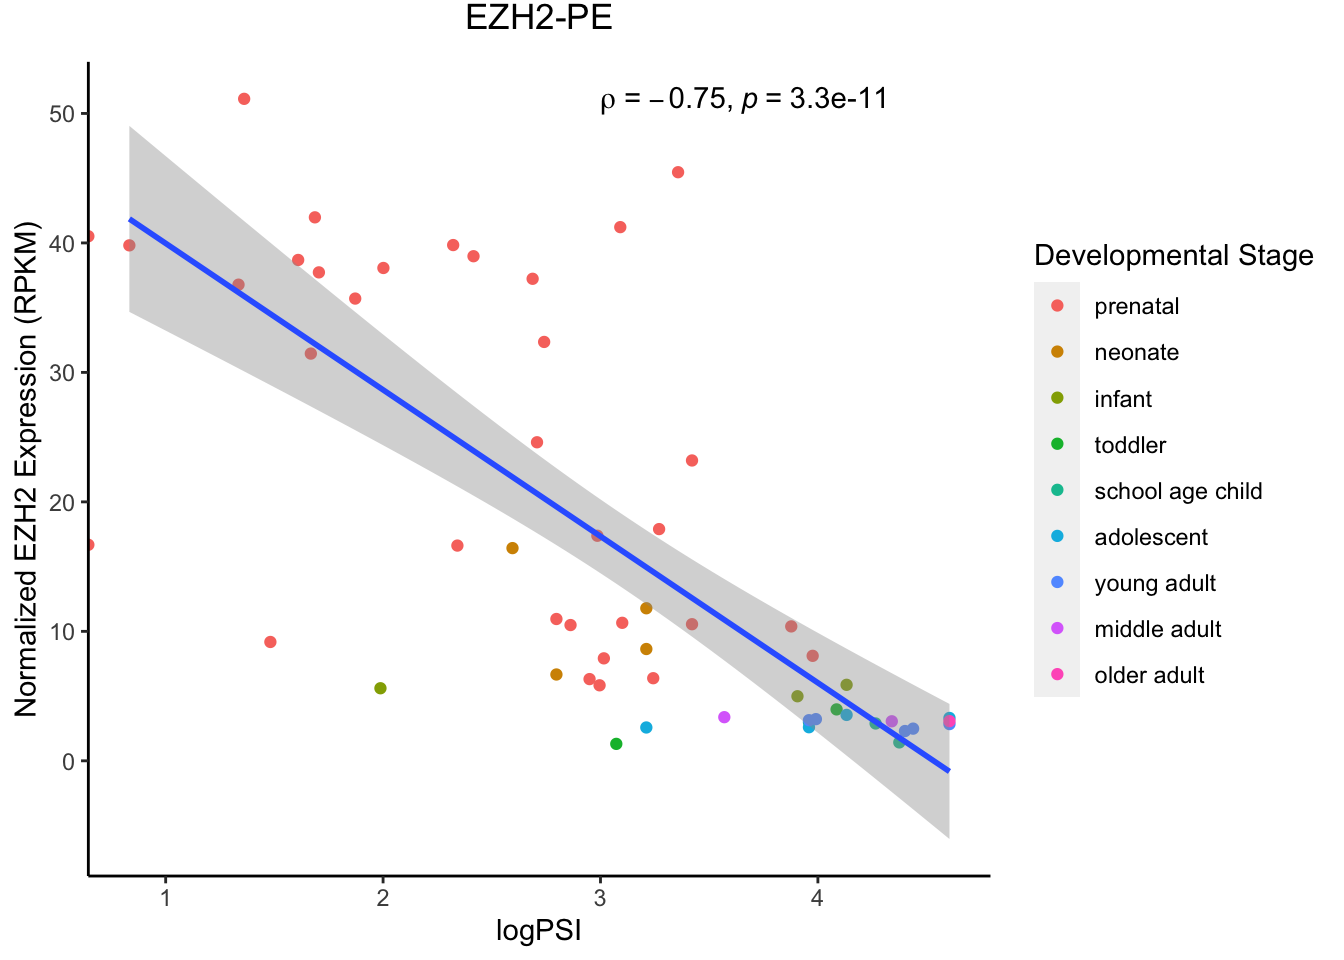 EZH2-PE
ρ = −0.75, p = 3.3e-11
Normalized EZH2 Expression (RPKM)
50
40
30
20
10
0
1 2 3 4
logPSI
Developmental Stage
prenatal
neonate
infant
toddler
school age child
adolescent
young adult
middle adult
older adult